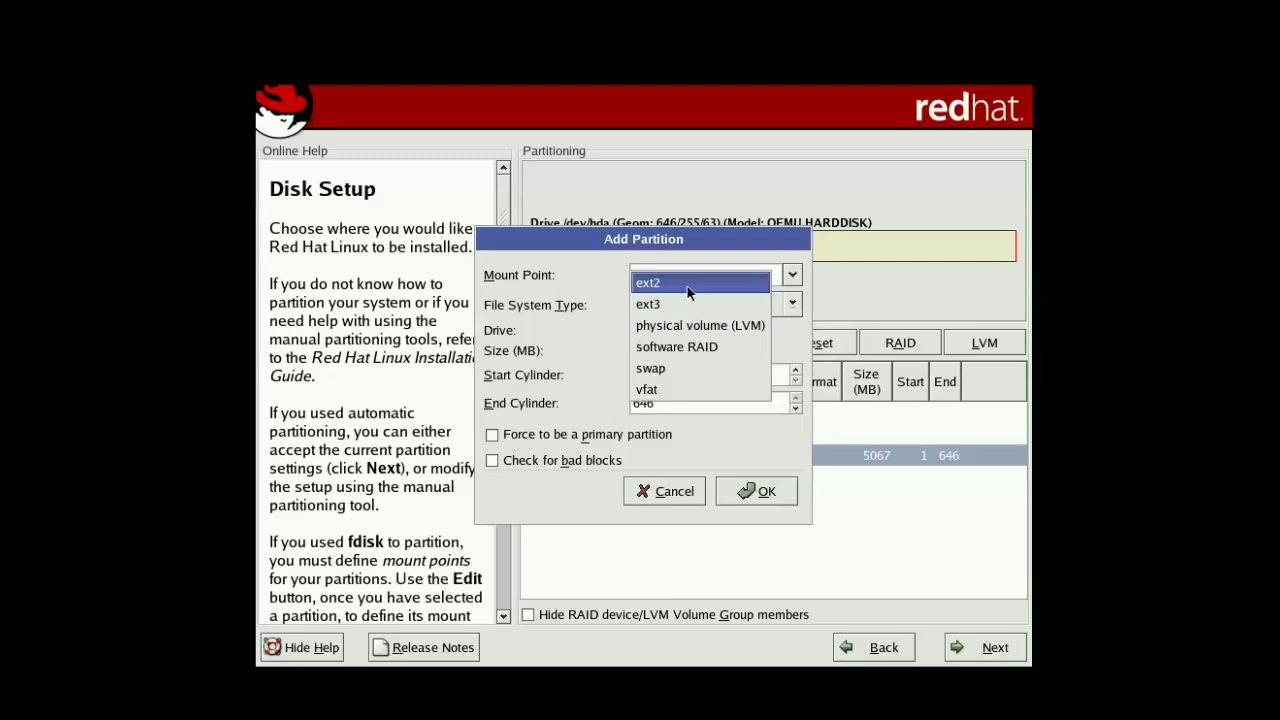 redhat.
Online Help
Disk Setup
Choose where you would like
Red Hat Linux to be installed.
If you do not know how to
partition your system or if you
need help with using the
manual partitioning tools, refer
to the Red Hat Linux Installatio
Guide.
If you used automatic
partitioning, you can either
accept the current partition
settings (click Next), or modify
the setup using the manual
partitioning tool.
If you used fdisk to partition,
you must define mount points
for your partitions. Use the Edit
button, once you have selected
a partition, to define its mount
Partitioning
Drive /dev/hda (Geom: 646/255/63) (Model: QEMU HARDDISK)
Add Partition
Mount Point:
File System Type:
Drive:
Size (MB):
Start Cylinder:
End Cylinder:
646
ext2
ext3
physical volume (LVM)
software RAID
swap
vfat
Force to be a primary partition
Check for bad blocks
Cancel
OK
eset
RAID
LVM
rmat
Size
(MB)
Start
End
5067 1 646
Hide RAID device/LVM Volume Group members
Hide Help
Release Notes
Back
Next